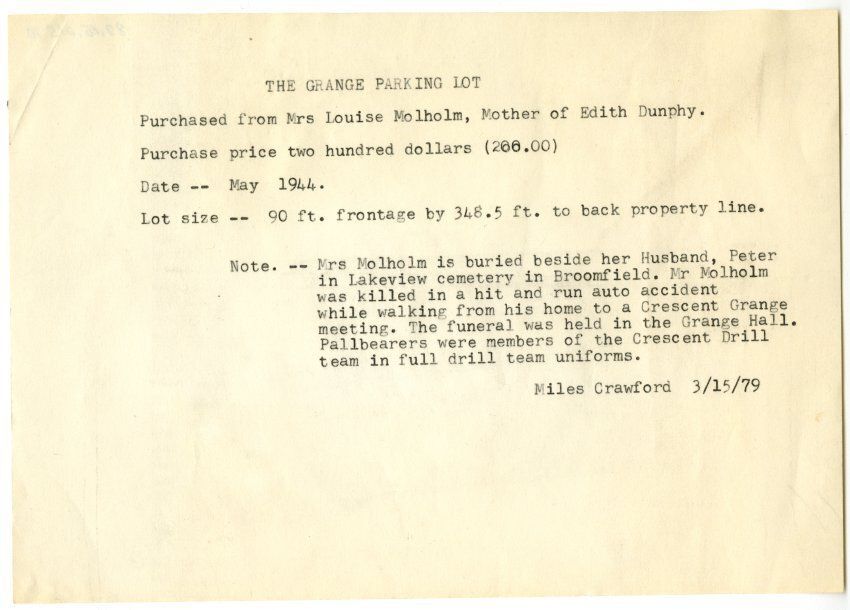 THE GRANGE PARKING LOT
Purchased from Mrs Louise Molholm, Mother of Edith Dunphy.
Purchase price two hundred dollars (200.00)
Date -- May 1944.
Lot size -- 90 ft. frontage by 348.5 ft. to back property line.
Note. -- Mrs Molholm is buried beside her Husband, Peter
in Lakeview cemetery in Broomfield. Mr Molholm
was killed in a hit and run auto accident
while walking from his home to a Crescent Grange
meeting. The funeral was held in the Grange Hall.
Pallbearers were members of the Crescent Drill
team in full drill team uniforms.
Miles Crawford 3/15/79